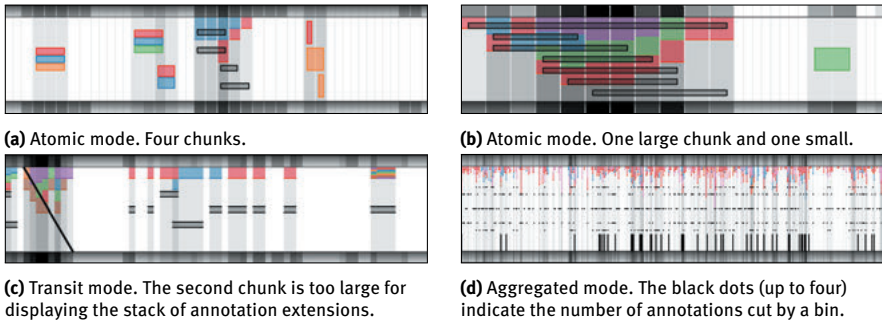 (a) Atomic mode. Four chunks.
(b) Atomic mode. One large chunk and one small.
(c) Transit mode. The second chunk is too large for
displaying the stack of annotation extensions.
(d) Aggregated mode. The black dots (up to four)
indicate the number of annotations cut by a bin.